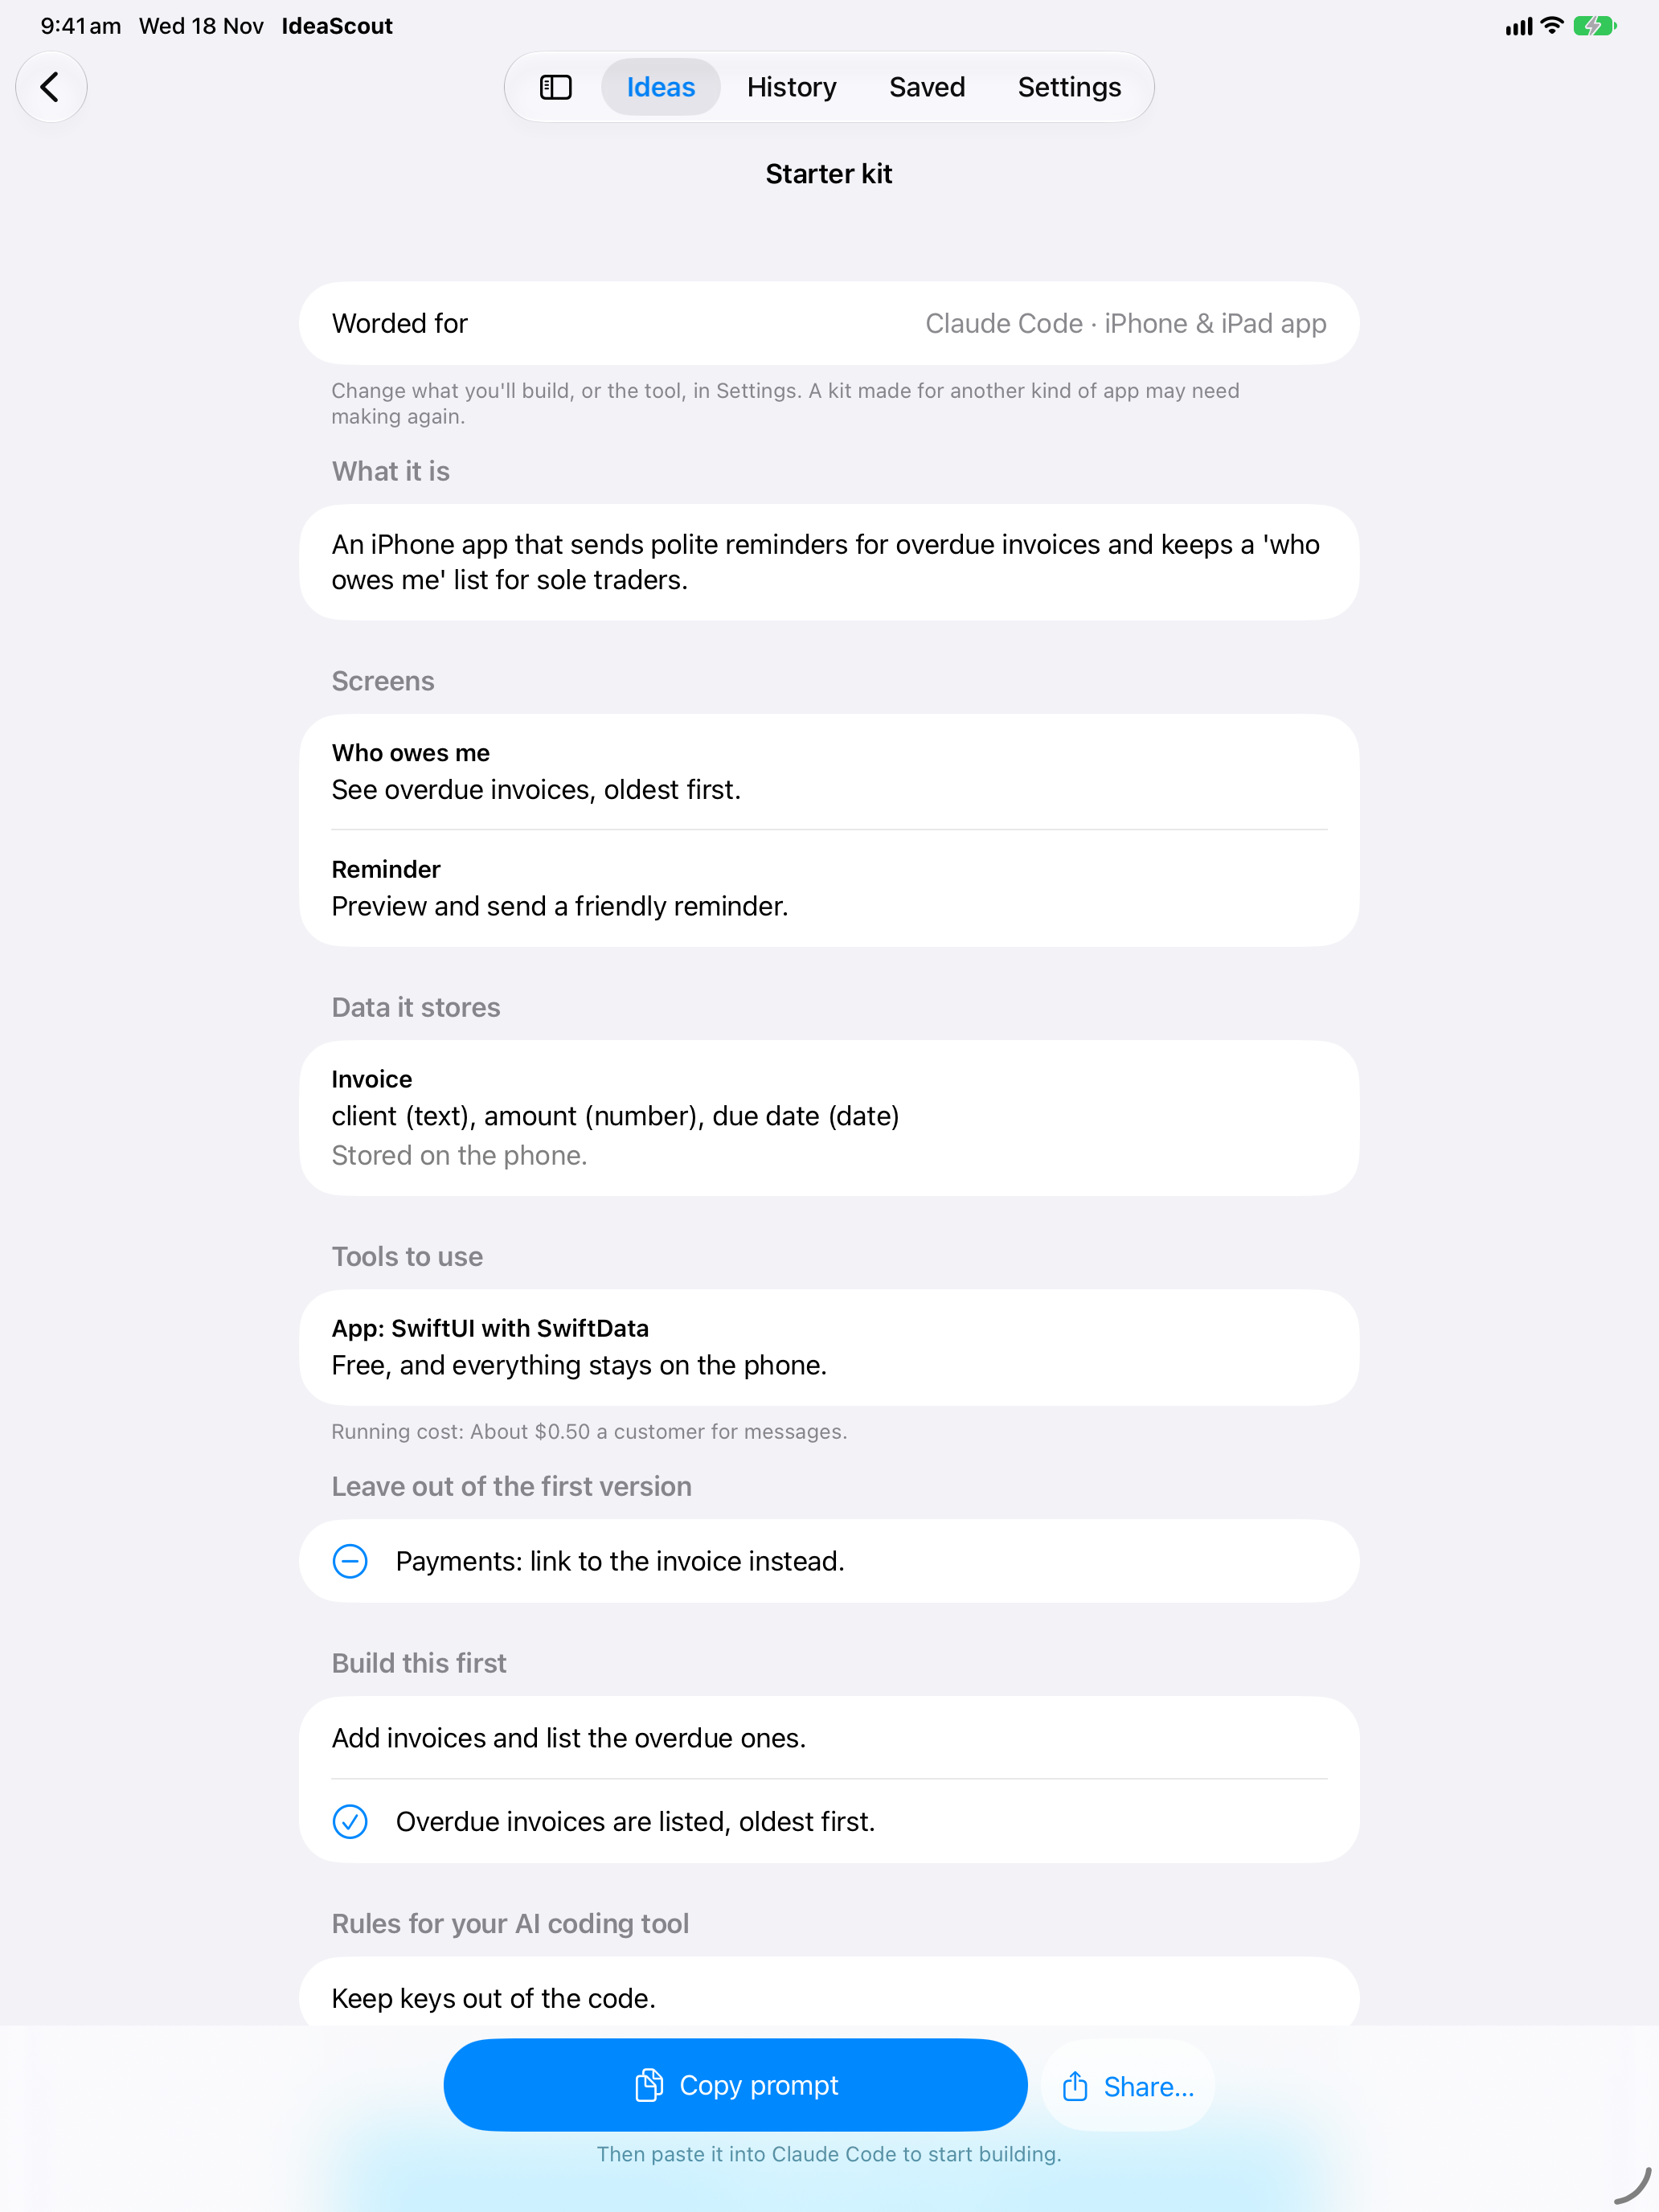 9:41 am Wed 18 Nov IdeaScout
Ideas History Saved Settings
Starter kit
Worded for Claude Code · iPhone & iPad app
Change what you'll build, or the tool, in Settings. A kit made for another kind of app may need
making again.
What it is
An iPhone app that sends polite reminders for overdue invoices and keeps a 'who
owes me' list for sole traders.
Screens
Who owes me
See overdue invoices, oldest first.
Reminder
Preview and send a friendly reminder.
Data it stores
Invoice
client (text), amount (number), due date (date)
Stored on the phone.
Tools to use
App: SwiftUI with SwiftData
Free, and everything stays on the phone.
Running cost: About $0.50 a customer for messages.
Leave out of the first version
Payments: link to the invoice instead.
Build this first
Add invoices and list the overdue ones.
Overdue invoices are listed, oldest first.
Rules for your AI coding tool
Keep keys out of the code.
Copy prompt
Share...
Then paste it into Claude Code to start building.